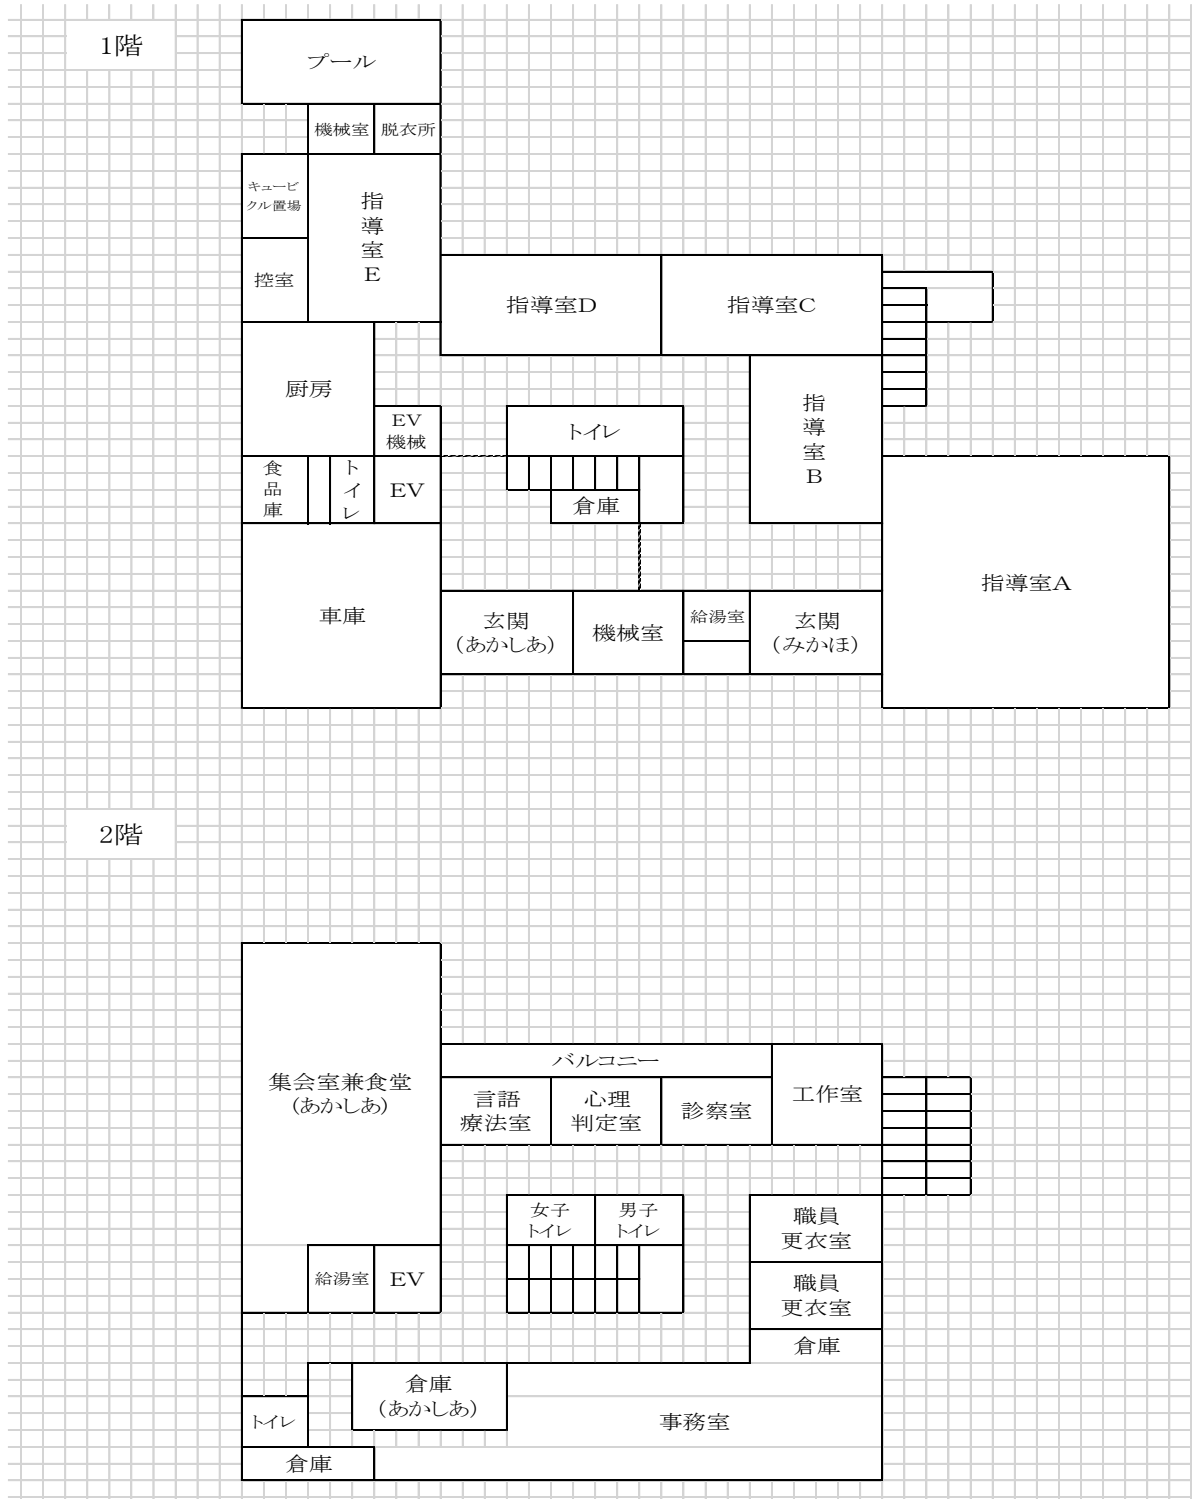 1階
プール
機械室
脱衣所
キュービ
クル置場
指
導
室
E
控室
指導室D
指導室C
厨房
EV
機械
トイレ
指
導
室
B
食
品
庫
ト
イ
レ
EV
倉庫
指導室A
車庫
玄関
(あかしあ)
機械室
給湯室
玄関
(みかほ)
2階
集会室兼食堂
(あかしあ)
バルコニー
言語
療法室
心理
判定室
診察室
工作室
女子
トイレ
男子
トイレ
職員
更衣室
給湯室
EV
職員
更衣室
倉庫
倉庫
(あかしあ)
トイレ
事務室
倉庫